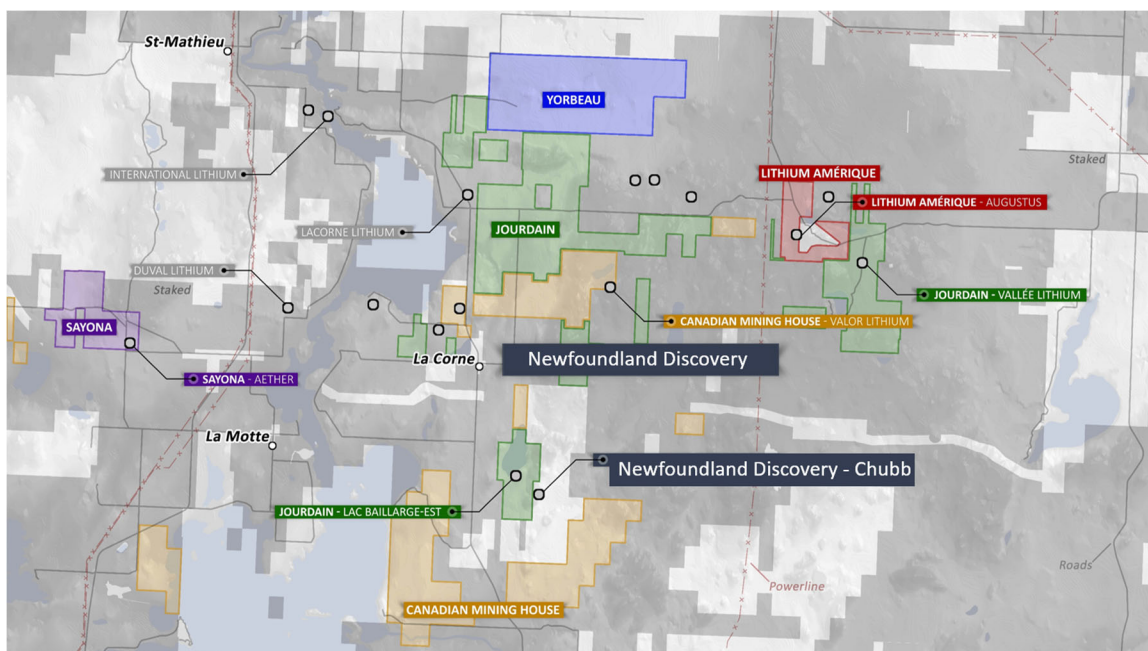 St-Mathieu
YORBEAU
Staked
INTERNATIONAL LITHIUM
LITHIUM AMÉRIQUE
LITHIUM AMÉRIQUE - AUGUSTUS
LACORNE LITHIUM
JOURDAIN
DUVAL LITHIUM
Staked
JOURDAIN - VALLÉE LITHIUM
SAYONA
CANADIAN MINING HOUSE - VALOR LITHIUM
La Corne
Newfoundland Discovery
SAYONA - AETHER
La Motte
Newfoundland Discovery - Chubb
JOURDAIN - LAC BAILLARGE-EST
Roads
Powerline
CANADIAN MINING HOUSE